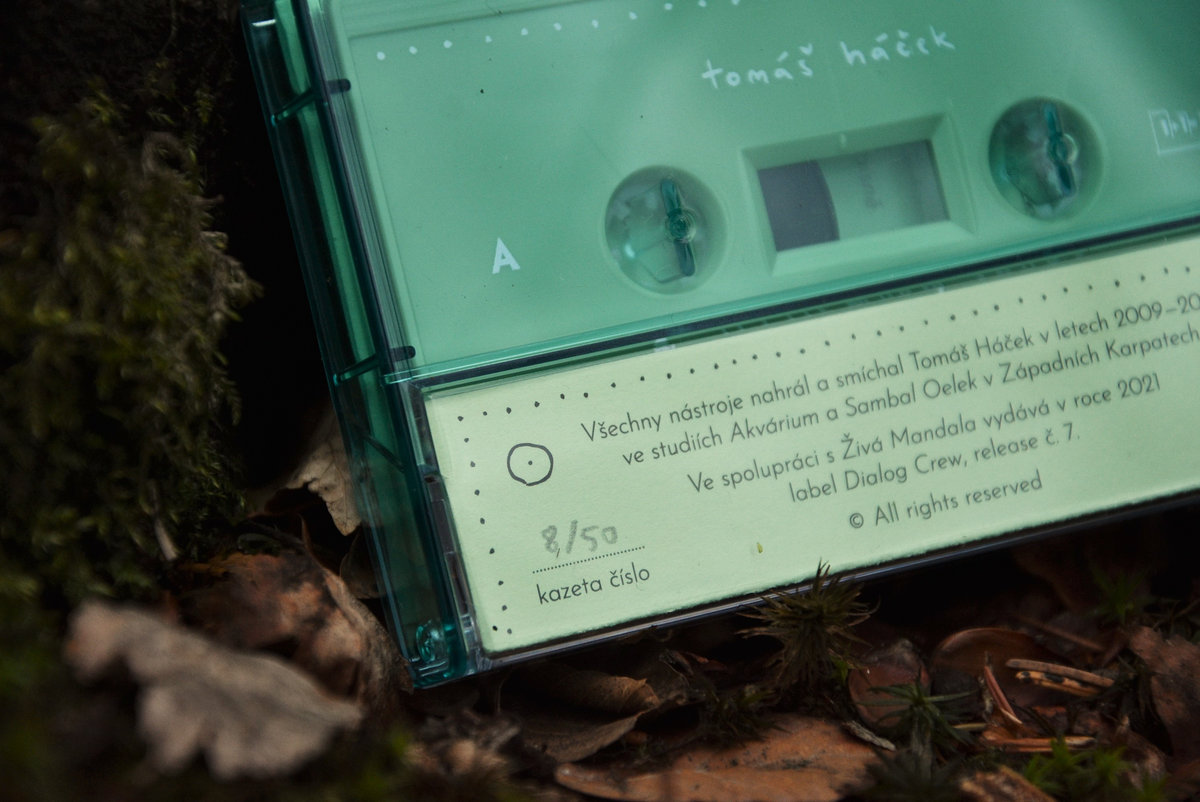 tomáš háček
A
Všechny nástroje nahrál a smíchal Tomáš Háček v letech 2009–20
ve studiích Akvárium a Sambal Oelek v Západních Karpatech
Ve spolupráci s Živá Mandala vydává v roce 2021
label Dialog Crew, release č. 7.
© All rights reserved
8/50
kazeta číslo